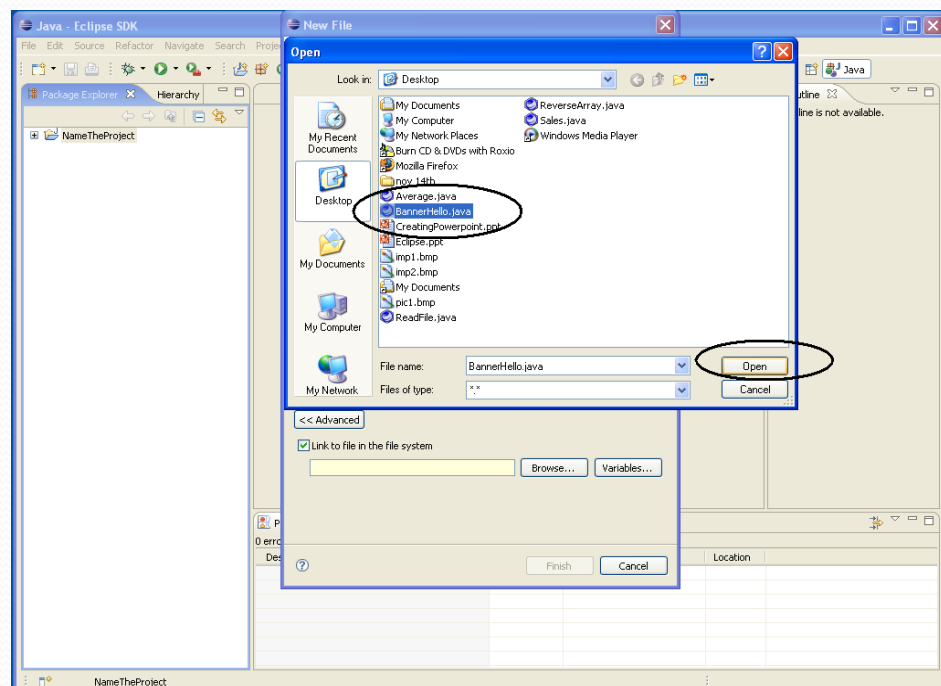 Java - Eclipse SDK
New File
File Edit Source Refactor Navigate Search
Open
Look in: Desktop
Java
Package Explorer
Hierarchy
NameTheProject
line is not available.
My Recent Documents
Desktop
My Documents
My Computer
My Network
My Documents
My Computer
My Network Places
Burn CD & DVDs with Roxio
Mozilla Firefox
nov 14th
Average.java
BannerHello.java
CreatingPowerpoint.ppt
Eclipse.ppt
imp1.bmp
imp2.bmp
My Documents
pic1.bmp
ReadFile.java
ReverseArray.java
Sales.java
Windows Media Player
File name: BannerHello.java Open
Files of type: *.* Cancel
<< Advanced
Link to file in the file system
Browse... Variables...
Location
Finish Cancel
NameTheProject